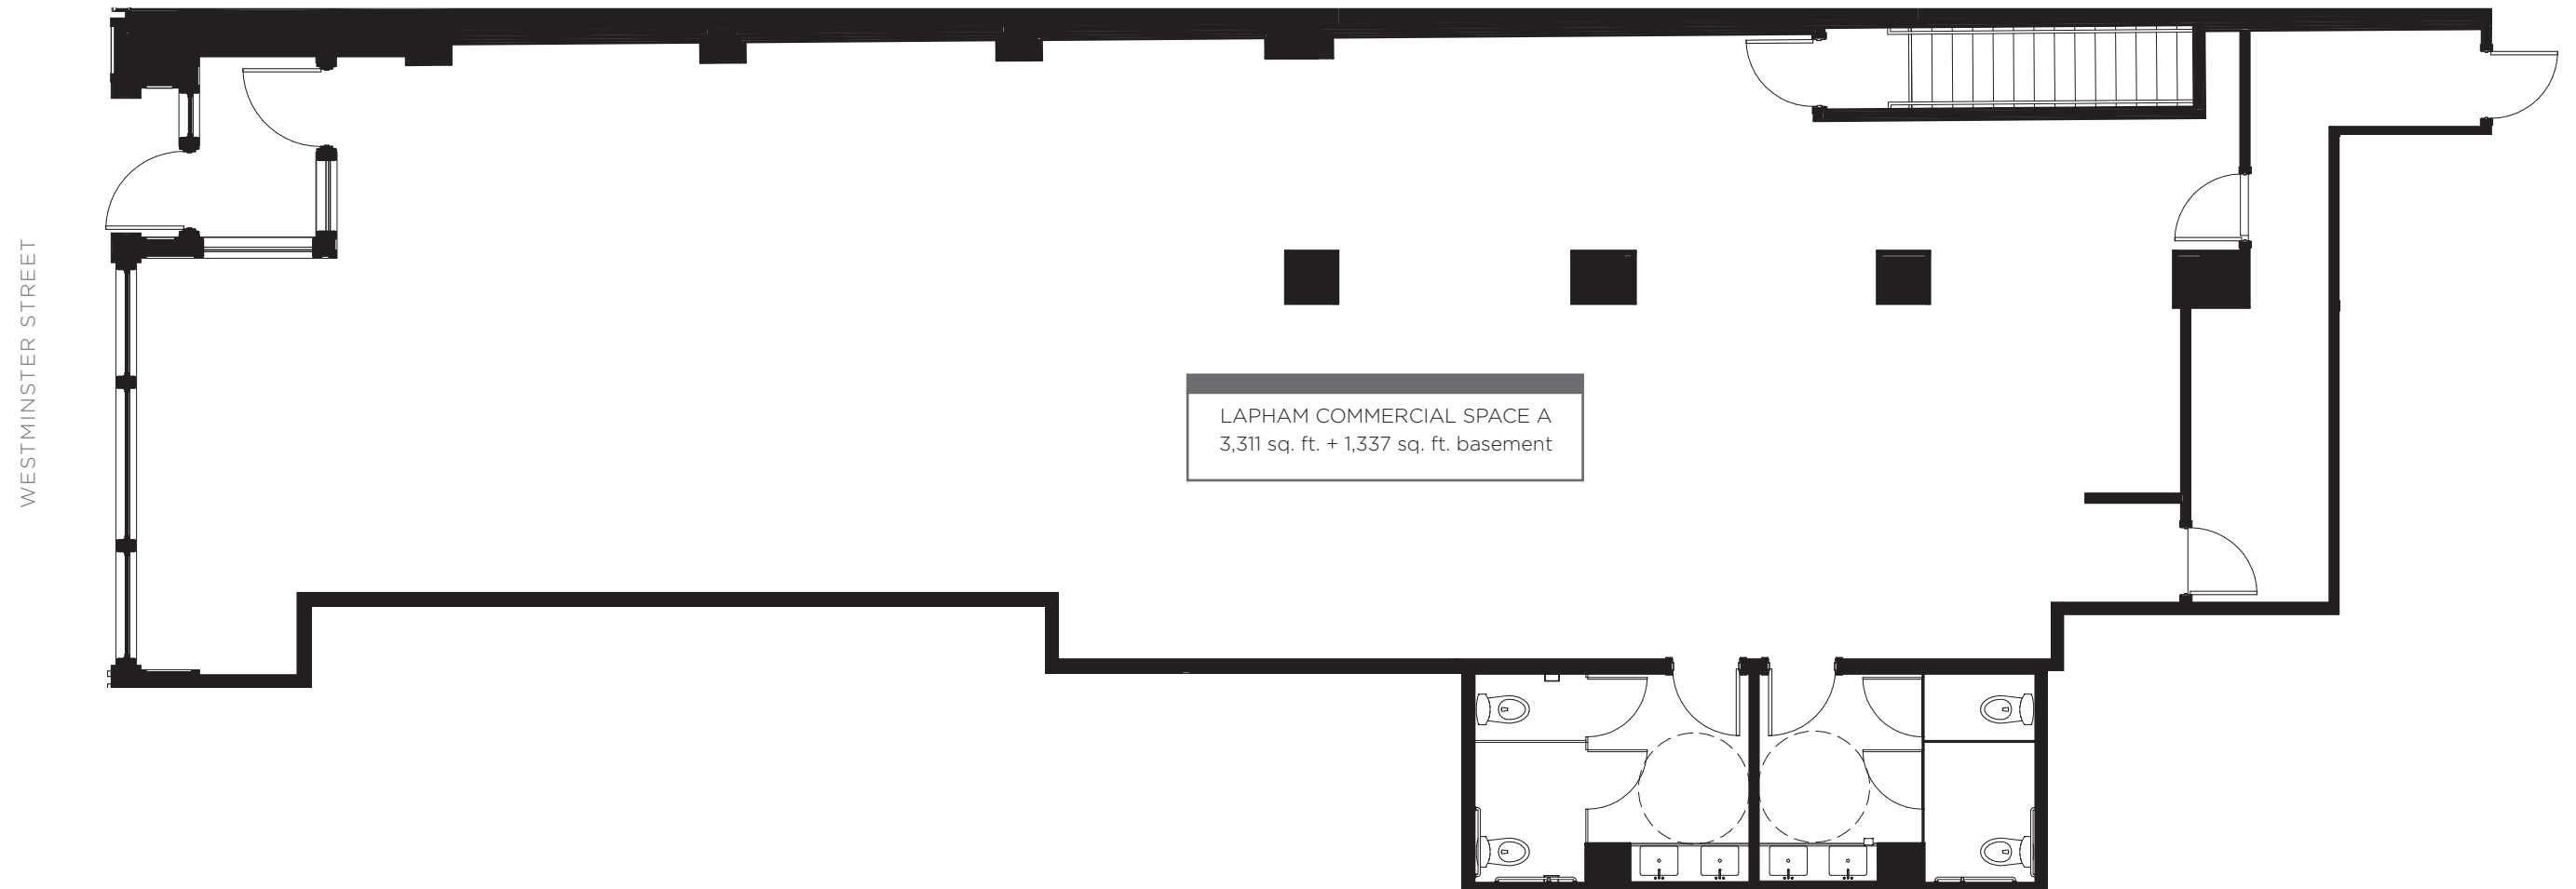 WESTMINSTER STREET
LAPHAM COMMERCIAL SPACE A
3,311 sq. ft. + 1,337 sq. ft. basement